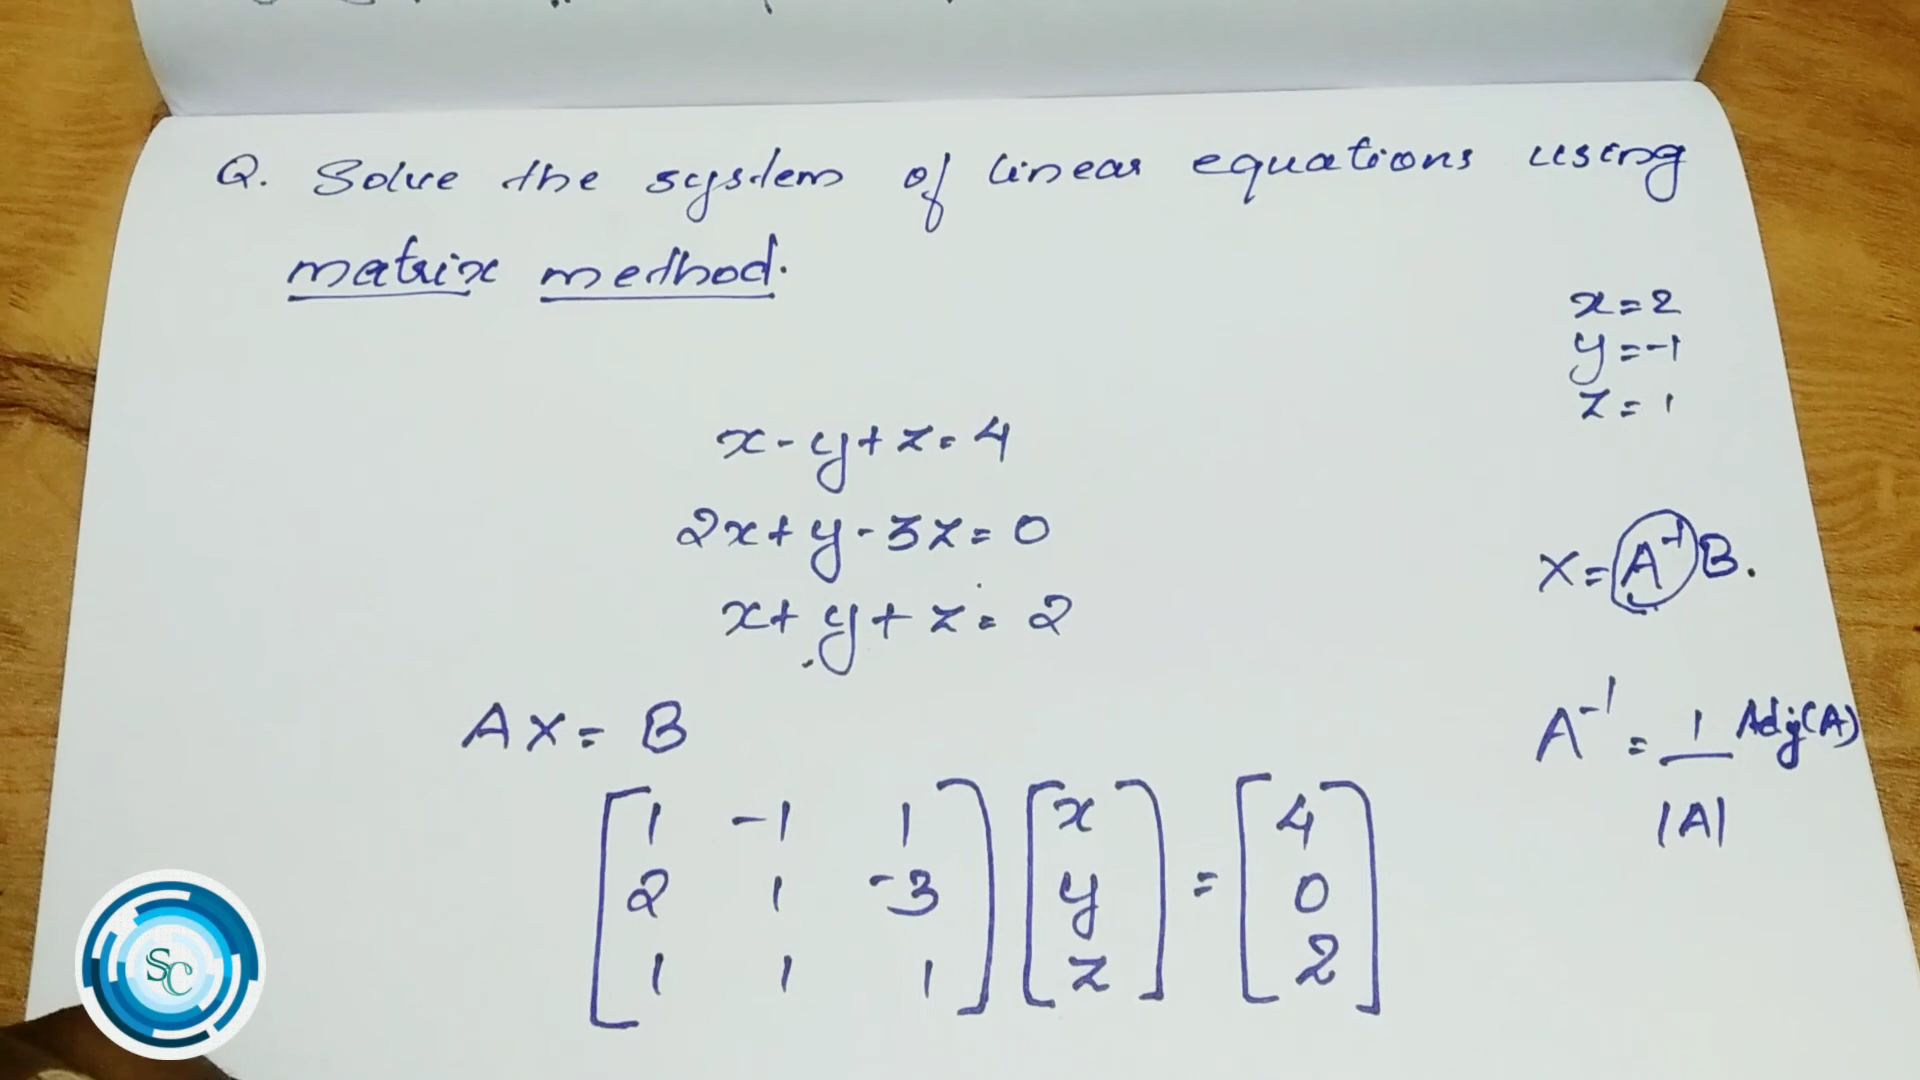 Q. Solve the system of linear equations using
matrix method.
x = 2
y = -1
z = 1
x - y + z = 4
2x + y - 3z = 0
x + y + z = 2
X = A⁻¹ B.
AX = B
A⁻¹ = 1 Adj(A)
|A|
1 -1 1 x 4
2 1 -3 y = 0
1 1 1 z 2
SC